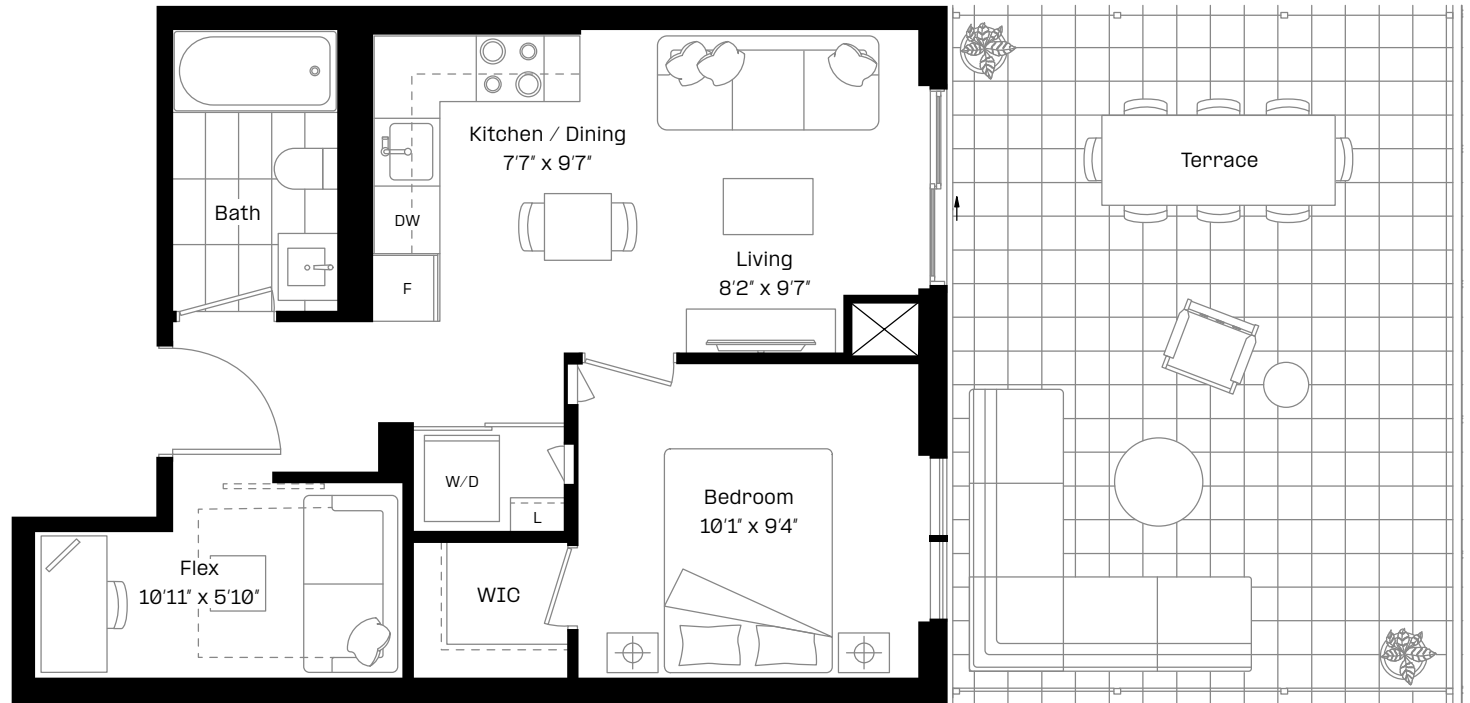 Kitchen / Dining
7'7" x 9'7"
Terrace
Bath
DW
Living
8'2" x 9'7"
F
W/D
L
Bedroom
10'1" x 9'4"
Flex
10'11" x 5'10"
WIC